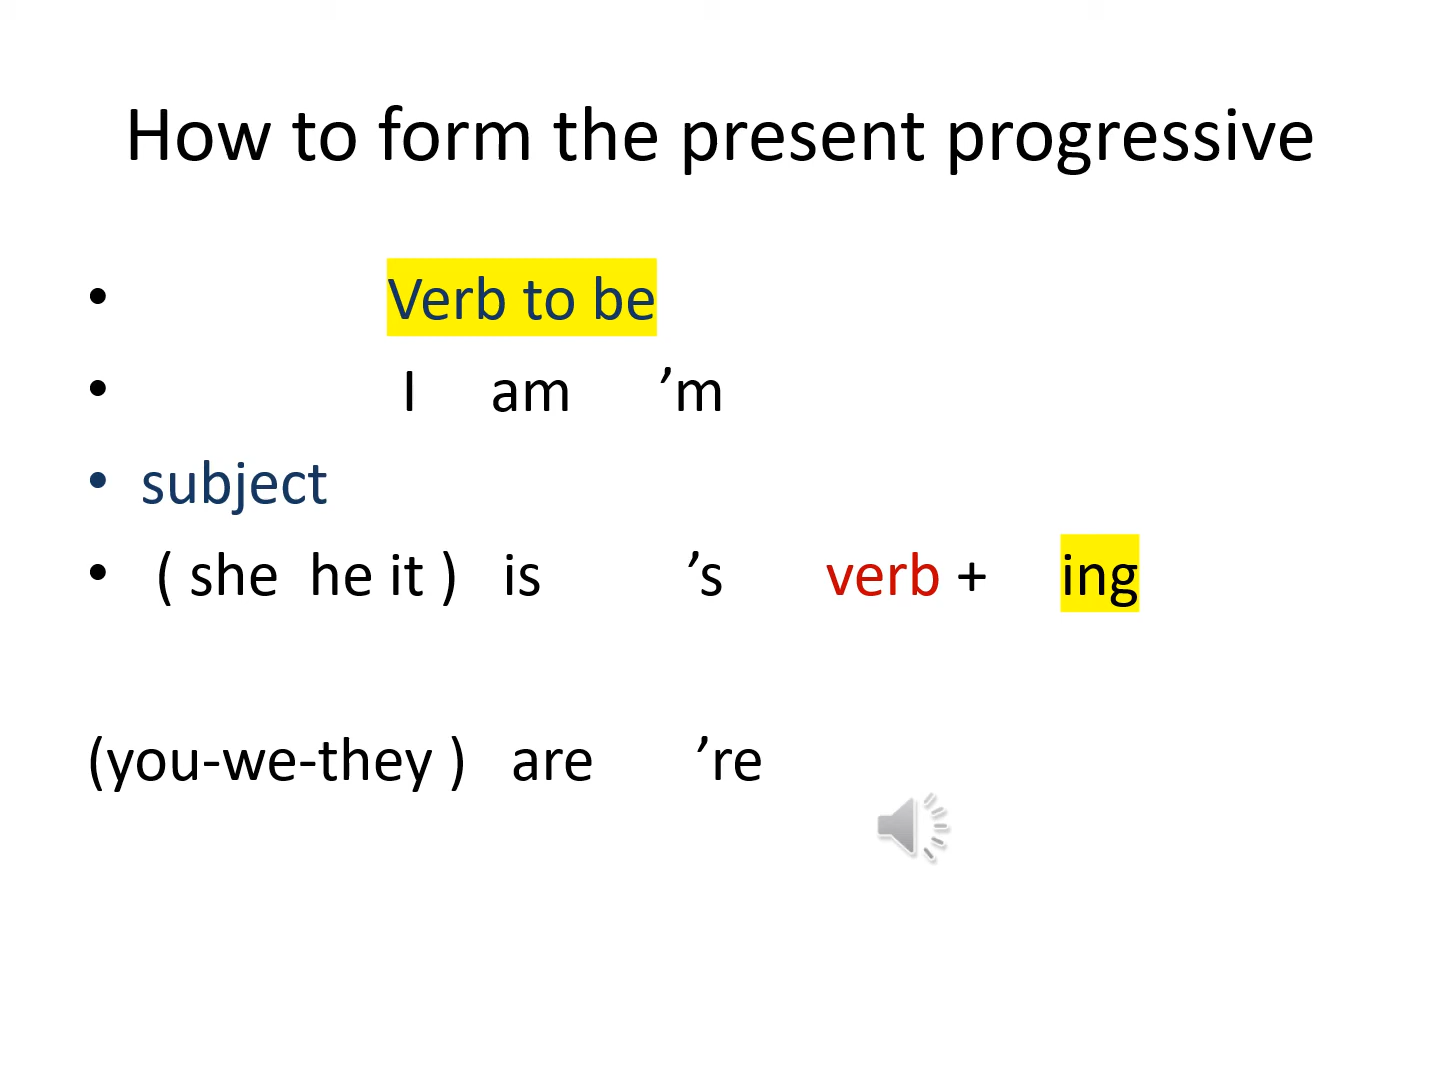 How to form the present progressive
• Verb to be
• I am ’m
• subject
• ( she he it ) is ’s verb + ing
(you-we-they ) are ’re